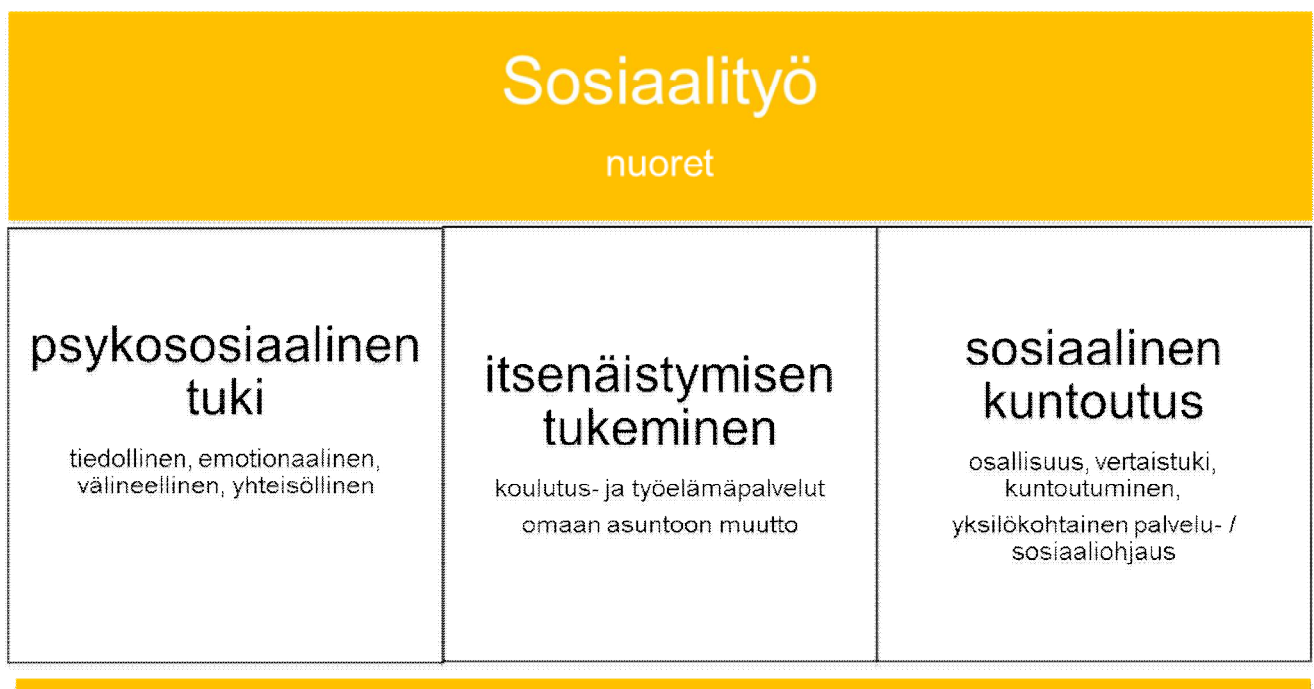 Sosiaalityö
nuoret
psykososiaalinen
tuki
tiedollinen, emotionaalinen,
välineellinen, yhteisöllinen
itsenäistymisen
tukeminen
koulutus- ja työelämäpalvelut
omaan asuntoon muutto
sosiaalinen
kuntoutus
osallisuus, vertaistuki,
kuntoutuminen,
yksilökohtainen palvelu- /
sosiaaliohjaus